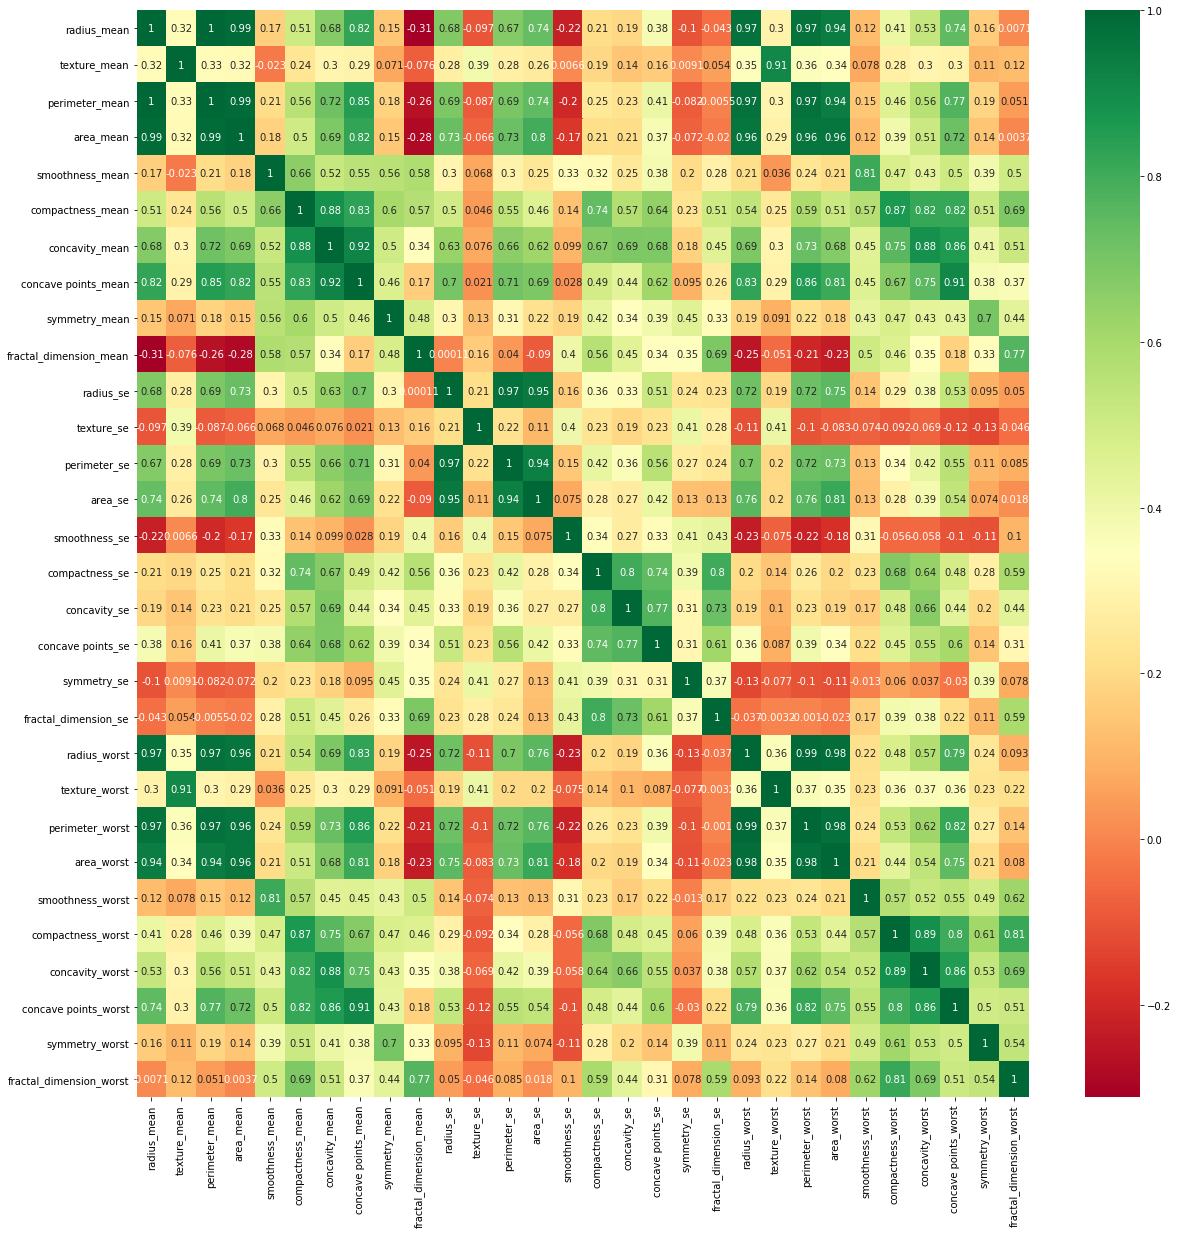 radius_mean 1 0.32 1 0.99 0.17 0.51 0.68 0.82 0.15 -0.31 0.68 -0.097 0.67 0.74 -0.22 0.21 0.19 0.38 -0.1 -0.043 0.97 0.3 0.97 0.94 0.12 0.41 0.53 0.74 0.16 0.0071
texture_mean 0.32 1 0.33 0.32 -0.023 0.24 0.3 0.29 0.071 -0.076 0.28 0.39 0.28 0.26 0.0066 0.19 0.14 0.16 0.0091 0.054 0.35 0.91 0.36 0.34 0.078 0.28 0.3 0.3 0.11 0.12
perimeter_mean 1 0.33 1 0.99 0.21 0.56 0.72 0.85 0.18 -0.26 0.69 -0.087 0.69 0.74 -0.2 0.25 0.23 0.41 -0.082 -0.0055 0.97 0.3 0.97 0.94 0.15 0.46 0.56 0.77 0.19 0.051
area_mean 0.99 0.32 0.99 1 0.18 0.5 0.69 0.82 0.15 -0.28 0.73 -0.066 0.73 0.8 -0.17 0.21 0.21 0.37 -0.072 -0.02 0.96 0.29 0.96 0.96 0.12 0.39 0.51 0.72 0.14 0.0037
smoothness_mean 0.17 -0.023 0.21 0.18 1 0.66 0.52 0.55 0.56 0.58 0.3 0.068 0.3 0.25 0.33 0.32 0.25 0.38 0.2 0.28 0.21 0.036 0.24 0.21 0.81 0.47 0.43 0.5 0.39 0.5
compactness_mean 0.51 0.24 0.56 0.5 0.66 1 0.88 0.83 0.6 0.57 0.5 0.046 0.55 0.46 0.14 0.74 0.57 0.64 0.23 0.51 0.54 0.25 0.59 0.51 0.57 0.87 0.82 0.82 0.51 0.69
concavity_mean 0.68 0.3 0.72 0.69 0.52 0.88 1 0.92 0.5 0.34 0.63 0.076 0.66 0.62 0.099 0.67 0.69 0.68 0.18 0.45 0.69 0.3 0.73 0.68 0.45 0.75 0.88 0.86 0.41 0.51
concave points_mean 0.82 0.29 0.85 0.82 0.55 0.83 0.92 1 0.46 0.17 0.7 0.021 0.71 0.69 0.028 0.49 0.44 0.62 0.095 0.26 0.83 0.29 0.86 0.81 0.45 0.67 0.75 0.91 0.38 0.37
symmetry_mean 0.15 0.071 0.18 0.15 0.56 0.6 0.5 0.46 1 0.48 0.3 0.13 0.31 0.22 0.19 0.42 0.34 0.39 0.45 0.33 0.19 0.091 0.22 0.18 0.43 0.47 0.43 0.43 0.7 0.44
fractal_dimension_mean -0.31 -0.076 -0.26 -0.28 0.58 0.57 0.34 0.17 0.48 1 0.0001 0.16 0.04 -0.09 0.4 0.56 0.45 0.34 0.35 0.69 -0.25 -0.051 -0.21 -0.23 0.5 0.46 0.35 0.18 0.33 0.77
radius_se 0.68 0.28 0.69 0.73 0.3 0.5 0.63 0.7 0.3 0.00011 1 0.21 0.97 0.95 0.16 0.36 0.33 0.51 0.24 0.23 0.72 0.19 0.72 0.75 0.14 0.29 0.38 0.53 0.095 0.05
texture_se -0.097 0.39 -0.087 -0.066 0.068 0.046 0.076 0.021 0.13 0.16 0.21 1 0.22 0.11 0.4 0.23 0.19 0.23 0.41 0.28 -0.11 0.41 -0.1 -0.083 -0.074 -0.092 -0.069 -0.12 -0.13 -0.046
perimeter_se 0.67 0.28 0.69 0.73 0.3 0.55 0.66 0.71 0.31 0.04 0.97 0.22 1 0.94 0.15 0.42 0.36 0.56 0.27 0.24 0.7 0.2 0.72 0.73 0.13 0.34 0.42 0.55 0.11 0.085
area_se 0.74 0.26 0.74 0.8 0.25 0.46 0.62 0.69 0.22 -0.09 0.95 0.11 0.94 1 0.075 0.28 0.27 0.42 0.13 0.13 0.76 0.2 0.76 0.81 0.13 0.28 0.39 0.54 0.074 0.018
smoothness_se -0.22 0.0066 -0.2 -0.17 0.33 0.14 0.099 0.028 0.19 0.4 0.16 0.4 0.15 0.075 1 0.34 0.27 0.33 0.41 0.43 -0.23 -0.075 -0.22 -0.18 0.31 -0.056 -0.058 -0.1 -0.11 0.1
compactness_se 0.21 0.19 0.25 0.21 0.32 0.74 0.67 0.49 0.42 0.56 0.36 0.23 0.42 0.28 0.34 1 0.8 0.74 0.39 0.8 0.2 0.14 0.26 0.2 0.23 0.68 0.64 0.48 0.28 0.59
concavity_se 0.19 0.14 0.23 0.21 0.25 0.57 0.69 0.44 0.34 0.45 0.33 0.19 0.36 0.27 0.27 0.8 1 0.77 0.31 0.73 0.19 0.1 0.23 0.19 0.17 0.48 0.66 0.44 0.2 0.44
concave points_se 0.38 0.16 0.41 0.37 0.38 0.64 0.68 0.62 0.39 0.34 0.51 0.23 0.56 0.42 0.33 0.74 0.77 1 0.31 0.61 0.36 0.087 0.39 0.34 0.22 0.45 0.55 0.6 0.14 0.31
symmetry_se -0.1 0.0091 -0.082 -0.072 0.2 0.23 0.18 0.095 0.45 0.35 0.24 0.41 0.27 0.13 0.41 0.39 0.31 0.31 1 0.37 -0.13 -0.077 -0.1 -0.11 -0.013 0.06 0.037 -0.03 0.39 0.078
fractal_dimension_se -0.043 0.054 -0.0055 -0.02 0.28 0.51 0.45 0.26 0.33 0.69 0.23 0.28 0.24 0.13 0.43 0.8 0.73 0.61 0.37 1 -0.037 -0.0032 -0.001 -0.023 0.17 0.39 0.38 0.22 0.11 0.59
radius_worst 0.97 0.35 0.97 0.96 0.21 0.54 0.69 0.83 0.19 -0.25 0.72 -0.11 0.7 0.76 -0.23 0.2 0.19 0.36 -0.13 -0.037 1 0.36 0.99 0.98 0.22 0.48 0.57 0.79 0.24 0.093
texture_worst 0.3 0.91 0.3 0.29 0.036 0.25 0.3 0.29 0.091 -0.051 0.19 0.41 0.2 0.2 -0.075 0.14 0.1 0.087 -0.077 -0.0032 0.36 1 0.37 0.35 0.23 0.36 0.37 0.36 0.23 0.22
perimeter_worst 0.97 0.36 0.97 0.96 0.24 0.59 0.73 0.86 0.22 -0.21 0.72 -0.1 0.72 0.76 -0.22 0.26 0.23 0.39 -0.1 -0.001 0.99 0.37 1 0.98 0.24 0.53 0.62 0.82 0.27 0.14
area_worst 0.94 0.34 0.94 0.96 0.21 0.51 0.68 0.81 0.18 -0.23 0.75 -0.083 0.73 0.81 -0.18 0.2 0.19 0.34 -0.11 -0.023 0.98 0.35 0.98 1 0.21 0.44 0.54 0.75 0.21 0.08
smoothness_worst 0.12 0.078 0.15 0.12 0.81 0.57 0.45 0.45 0.43 0.5 0.14 -0.074 0.13 0.13 0.31 0.23 0.17 0.22 -0.013 0.17 0.22 0.23 0.24 0.21 1 0.57 0.52 0.55 0.49 0.62
compactness_worst 0.41 0.28 0.46 0.39 0.47 0.87 0.75 0.67 0.47 0.46 0.29 -0.092 0.34 0.28 -0.056 0.68 0.48 0.45 0.06 0.39 0.48 0.36 0.53 0.44 0.57 1 0.89 0.8 0.61 0.81
concavity_worst 0.53 0.3 0.56 0.51 0.43 0.82 0.88 0.75 0.43 0.35 0.38 -0.069 0.42 0.39 -0.058 0.64 0.66 0.55 0.037 0.38 0.57 0.37 0.62 0.54 0.52 0.89 1 0.86 0.53 0.69
concave points_worst 0.74 0.3 0.77 0.72 0.5 0.82 0.86 0.91 0.43 0.18 0.53 -0.12 0.55 0.54 -0.1 0.48 0.44 0.6 -0.03 0.22 0.79 0.36 0.82 0.75 0.55 0.8 0.86 1 0.5 0.51
symmetry_worst 0.16 0.11 0.19 0.14 0.39 0.51 0.41 0.38 0.7 0.33 0.095 -0.13 0.11 0.074 -0.11 0.28 0.2 0.14 0.39 0.11 0.24 0.23 0.27 0.21 0.49 0.61 0.53 0.5 1 0.54
fractal_dimension_worst 0.0071 0.12 0.051 0.0037 0.5 0.69 0.51 0.37 0.44 0.77 0.05 -0.046 0.085 0.018 0.1 0.59 0.44 0.31 0.078 0.59 0.093 0.22 0.14 0.08 0.62 0.81 0.69 0.51 0.54 1
radius_mean
texture_mean
perimeter_mean
area_mean
smoothness_mean
compactness_mean
concavity_mean
concave points_mean
symmetry_mean
fractal_dimension_mean
radius_se
texture_se
perimeter_se
area_se
smoothness_se
compactness_se
concavity_se
concave points_se
symmetry_se
fractal_dimension_se
radius_worst
texture_worst
perimeter_worst
area_worst
smoothness_worst
compactness_worst
concavity_worst
concave points_worst
symmetry_worst
fractal_dimension_worst
1.0
0.8
0.6
0.4
0.2
0.0
−0.2